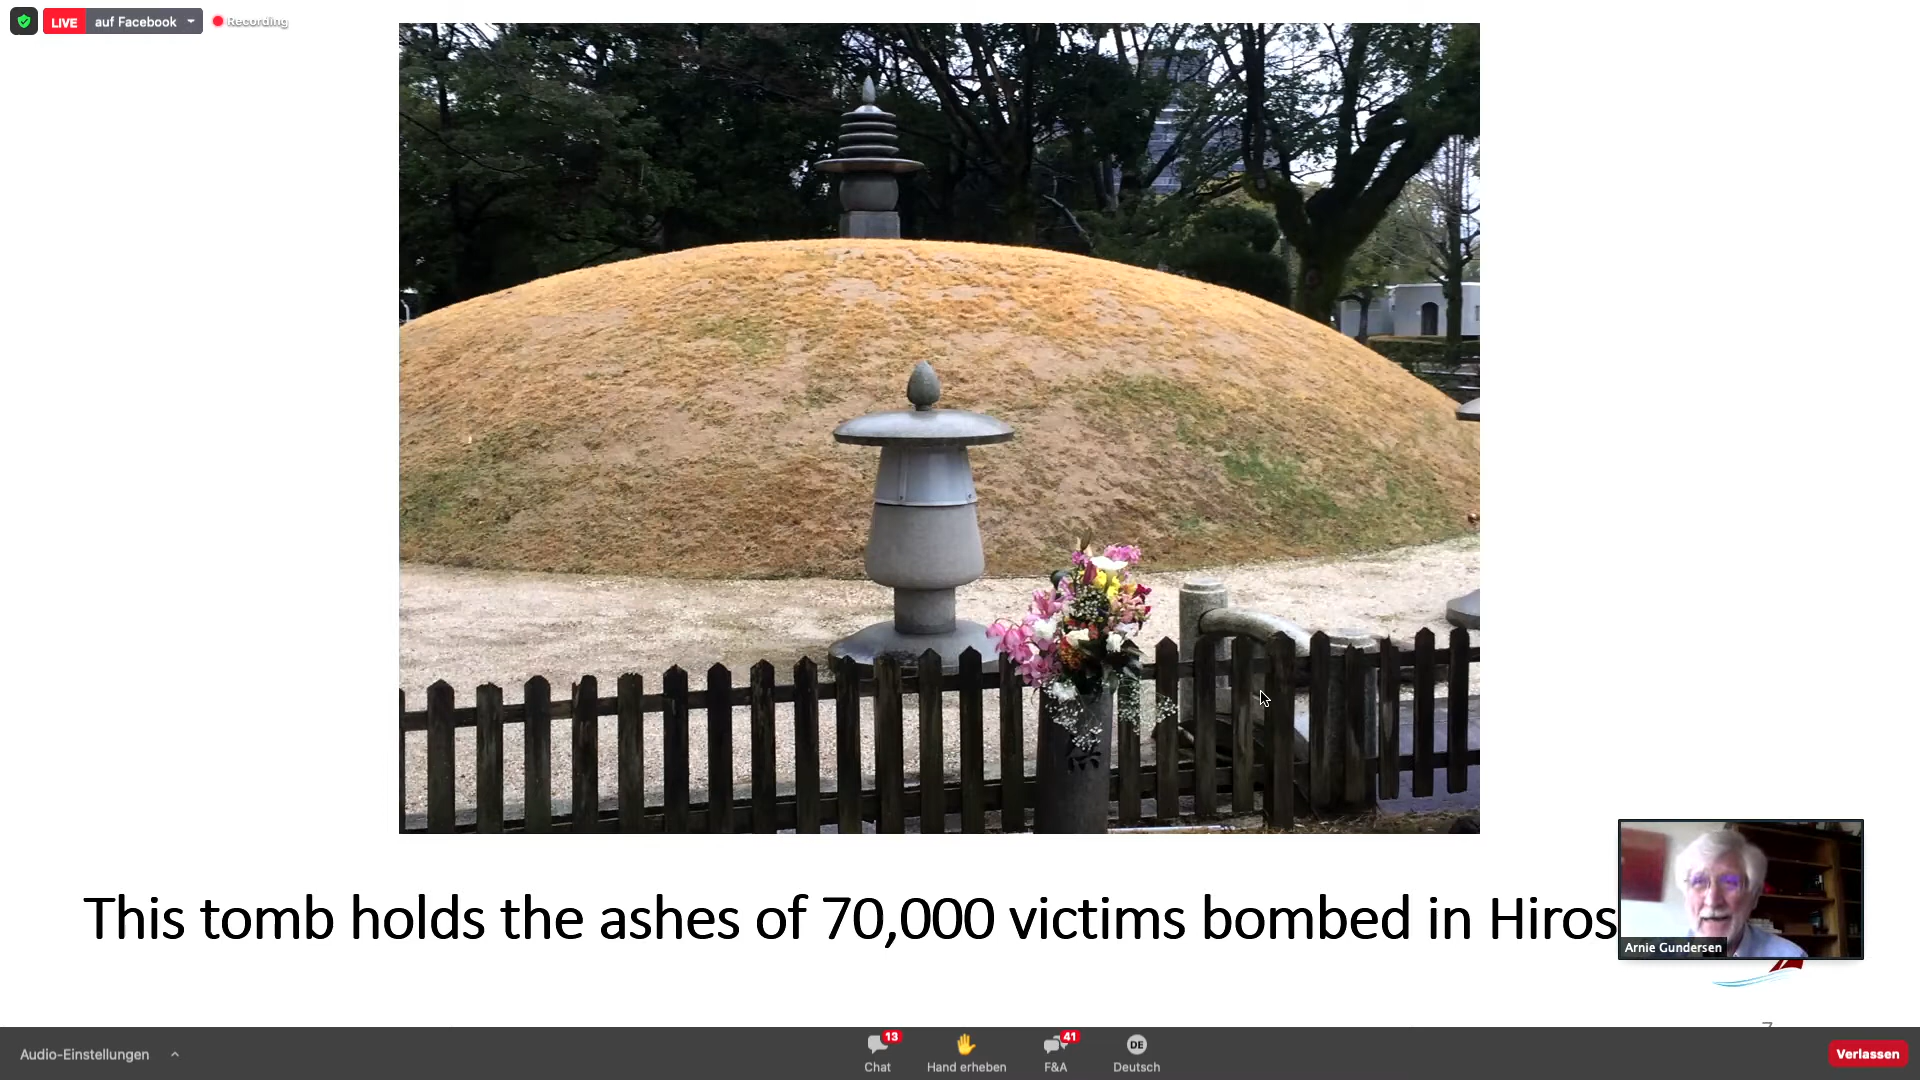 LIVE auf Facebook Recording
This tomb holds the ashes of 70,000 victims bombed in Hiros
Arnie Gundersen
Audio-Einstellungen
13
41
DE
Chat
Hand erheben
F&A
Deutsch
Verlassen